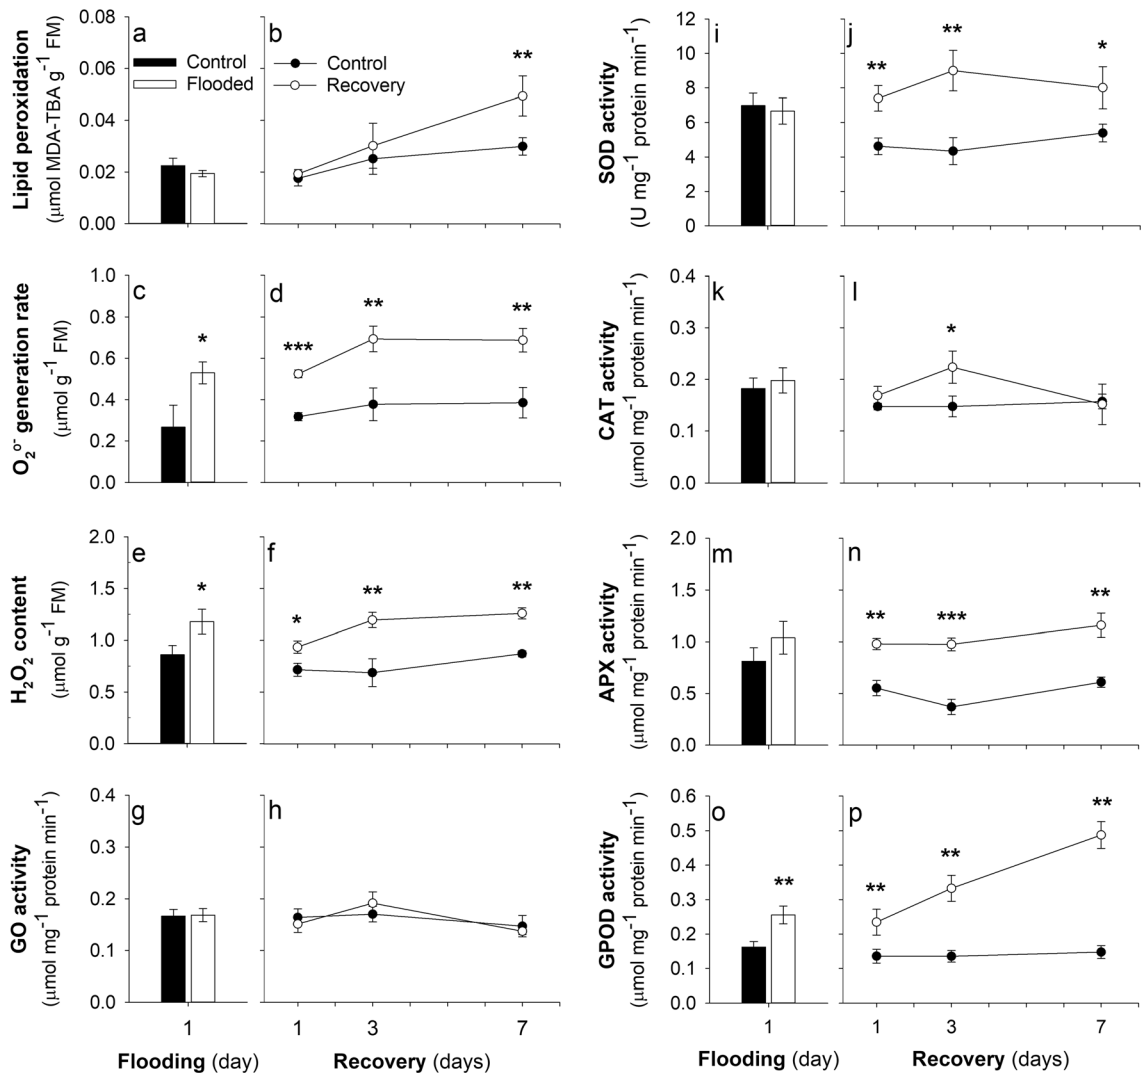 a
b
Control
Flooded
Control
Recovery
**
Lipid peroxidation
(µmol MDA-TBA g⁻¹ FM)
0.08
0.06
0.04
0.02
0.00
c
d
*
***
**
**
O₂°⁻ generation rate
(µmol g⁻¹ FM)
1.0
0.8
0.6
0.4
0.2
0.0
e
f
*
*
**
**
H₂O₂ content
(µmol g⁻¹ FM)
2.0
1.5
1.0
0.5
0.0
g
h
GO activity
(µmol mg⁻¹ protein min⁻¹)
0.4
0.3
0.2
0.1
0.0
1
1
3
7
Flooding (day)
Recovery (days)
i
j
**
**
*
SOD activity
(U mg⁻¹ protein min⁻¹)
12
10
8
6
4
2
0
k
l
*
CAT activity
(µmol mg⁻¹ protein min⁻¹)
0.4
0.3
0.2
0.1
0.0
m
n
**
***
**
APX activity
(µmol mg⁻¹ protein min⁻¹)
2.0
1.5
1.0
0.5
0.0
o
p
**
**
**
**
GPOD activity
(µmol mg⁻¹ protein min⁻¹)
0.6
0.5
0.4
0.3
0.2
0.1
0.0
1
1
3
7
Flooding (day)
Recovery (days)